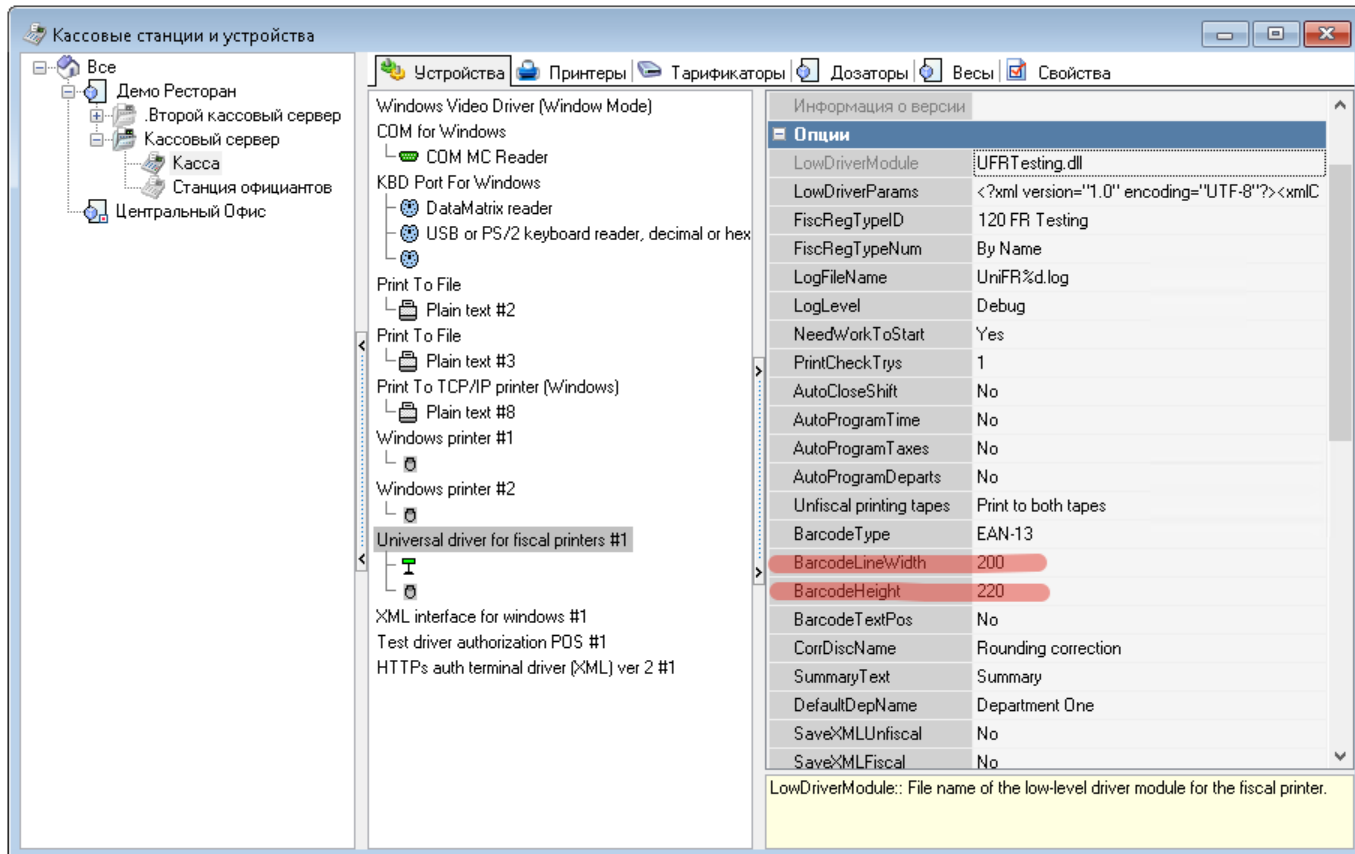 Кассовые станции и устройства
Все
Демо Ресторан
.Второй кассовый сервер
Кассовый сервер
Касса
Станция официантов
Центральный Офис
Устройства Принтеры Тарификаторы Дозаторы Весы Свойства
Windows Video Driver (Window Mode)
COM for Windows
COM MC Reader
KBD Port For Windows
DataMatrix reader
USB or PS/2 keyboard reader, decimal or hex
Print To File
Plain text #2
Print To File
Plain text #3
Print To TCP/IP printer (Windows)
Plain text #8
Windows printer #1
Windows printer #2
Universal driver for fiscal printers #1
XML interface for windows #1
Test driver authorization POS #1
HTTPs auth terminal driver (XML) ver 2 #1
Информация о версии
Опции
LowDriverModule UFRTesting.dll
LowDriverParams <?xml version="1.0" encoding="UTF-8"?><xmlC
FiscRegTypeID 120 FR Testing
FiscRegTypeNum By Name
LogFileName UniFR%d.log
LogLevel Debug
NeedWorkToStart Yes
PrintCheckTrys 1
AutoCloseShift No
AutoProgramTime No
AutoProgramTaxes No
AutoProgramDeparts No
Unfiscal printing tapes Print to both tapes
BarcodeType EAN-13
BarcodeLineWidth 200
BarcodeHeight 220
BarcodeTextPos No
CorrDiscName Rounding correction
SummaryText Summary
DefaultDepName Department One
SaveXMLUnfiscal No
SaveXMLFiscal No
LowDriverModule:: File name of the low-level driver module for the fiscal printer.